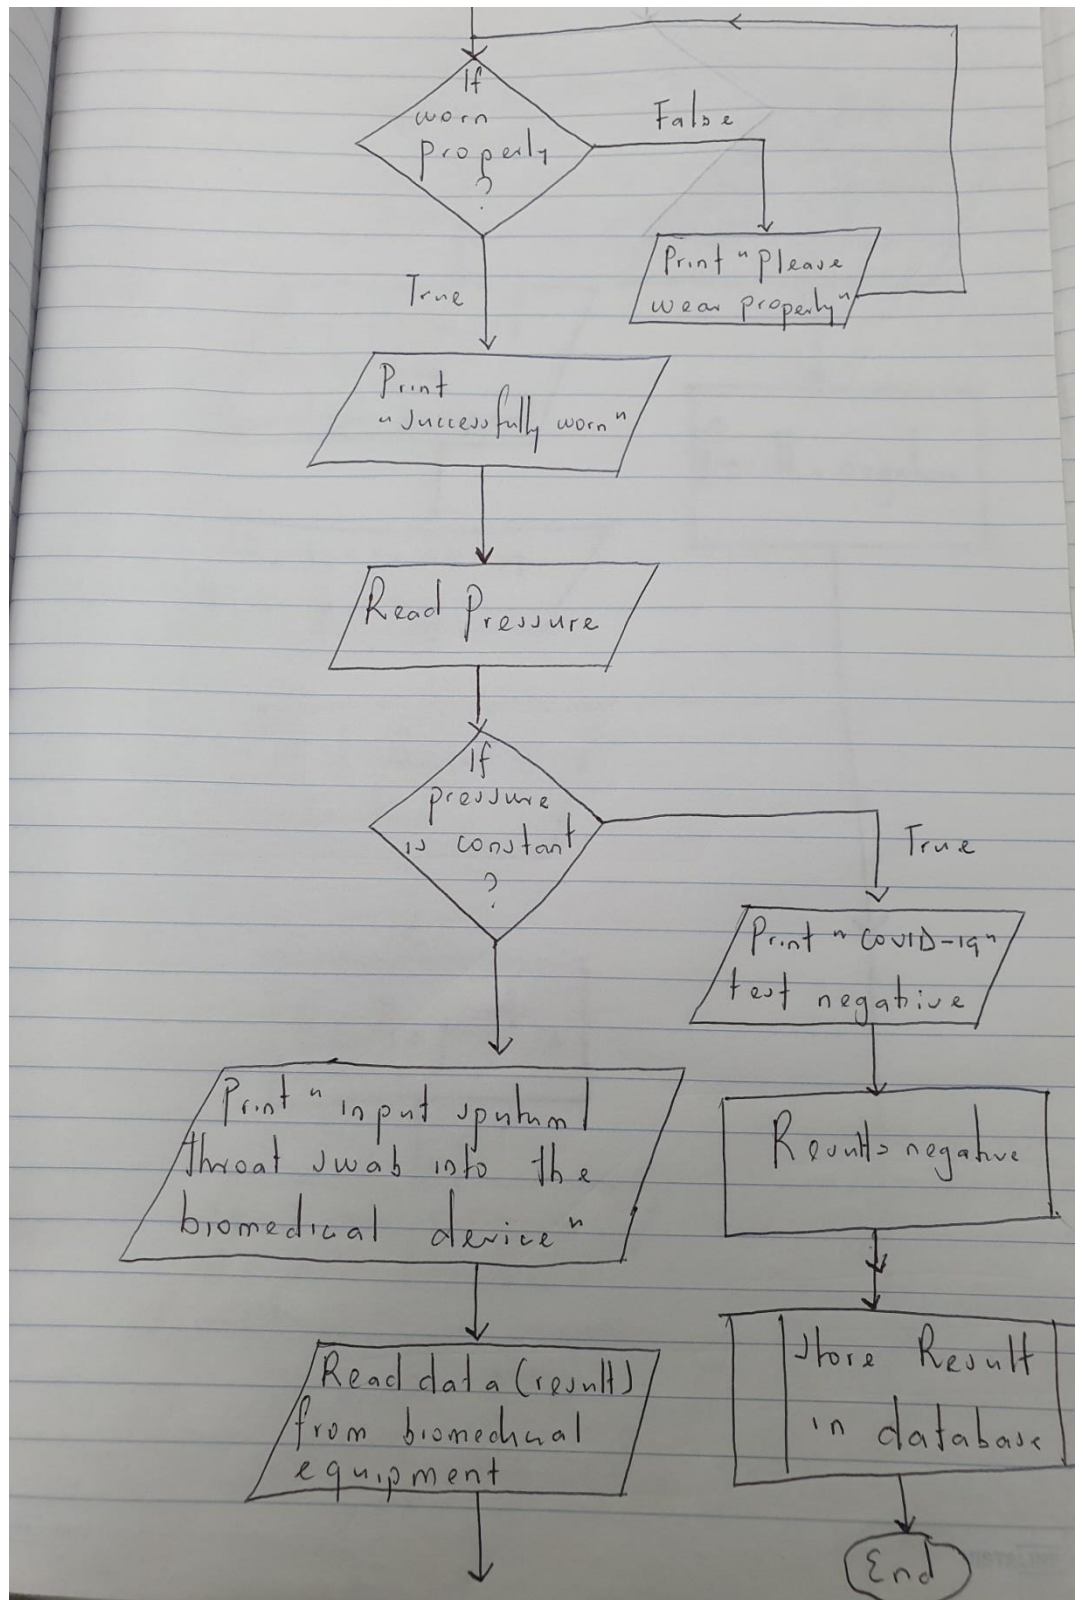 If
worn
properly
?
False
Print "Please
wear properly"
True
Print
"successfully worn"
Read Pressure
If
pressure
is constant
?
True
Print "COVID-19"
test negative
Results negative
Store Result
in database
End
Print "input sputum/
throat swab into the
biomedical device"
Read data (result)
from biomedical
equipment